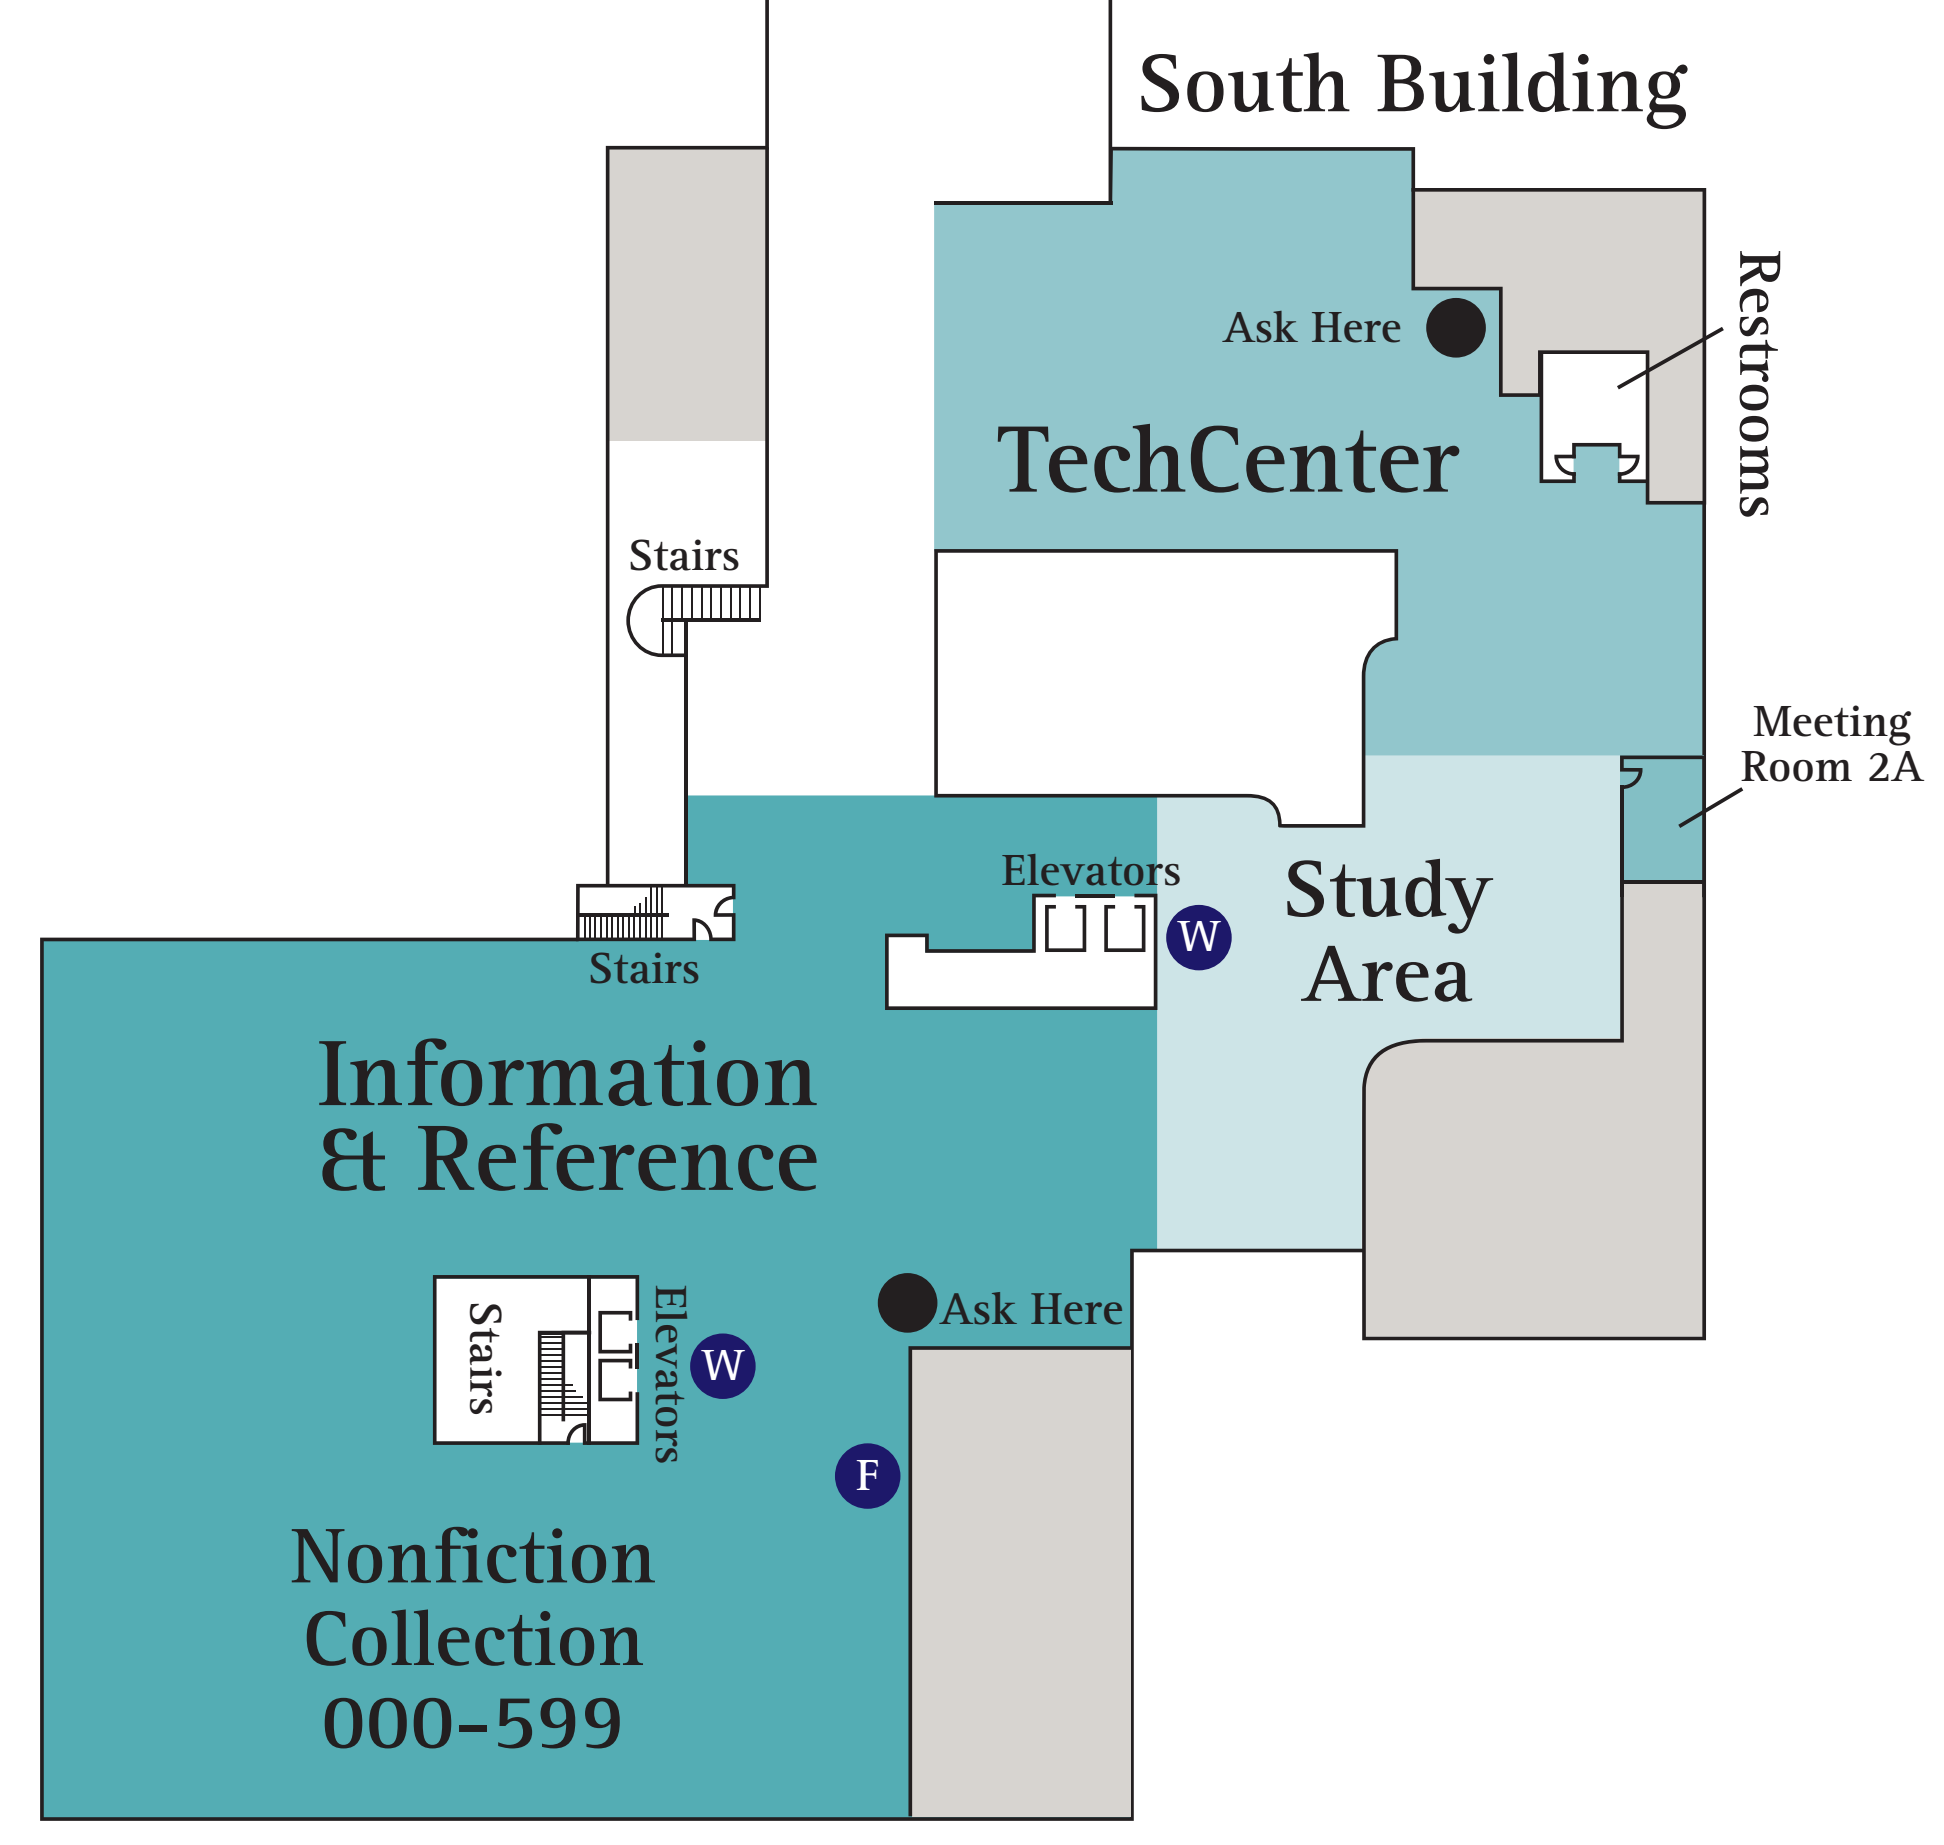 South Building
Restrooms
Ask Here
TechCenter
Stairs
Meeting
Room 2A
Elevators
W
Study
Area
Stairs
Information
& Reference
Stairs
Elevators
W
Ask Here
F
Nonfiction
Collection
000-599